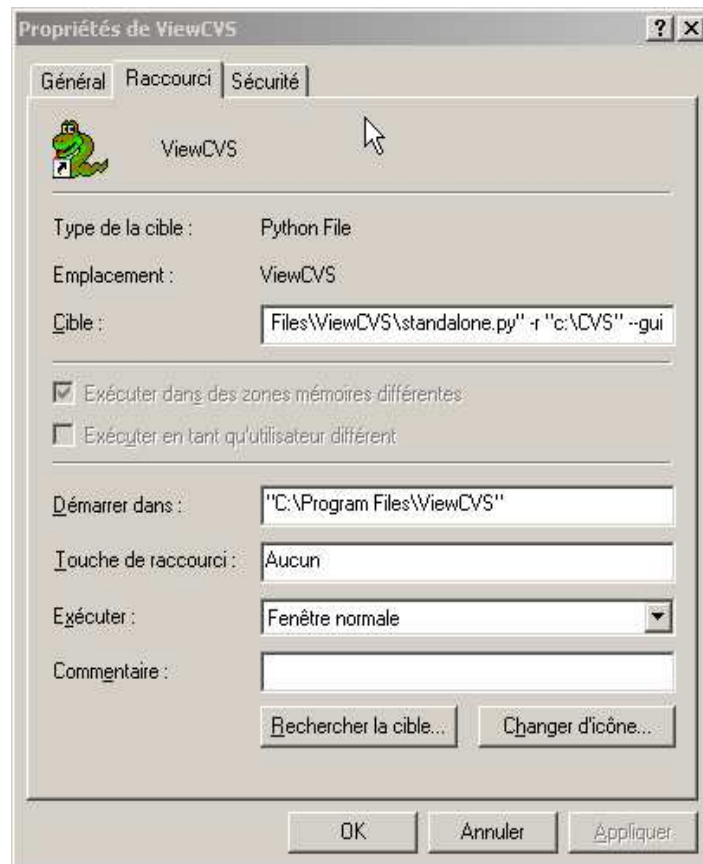 Propriétés de ViewCVS
Général Raccourci Sécurité
ViewCVS
Type de la cible : Python File
Emplacement : ViewCVS
Cible : Files\ViewCVS\standalone.py" -r "c:\CVS" --gui
Exécuter dans des zones mémoires différentes
Exécuter en tant qu'utilisateur différent
Démarrer dans : "C:\Program Files\ViewCVS"
Touche de raccourci : Aucun
Exécuter : Fenêtre normale
Commentaire :
Rechercher la cible... Changer d'icône...
OK Annuler Appliquer